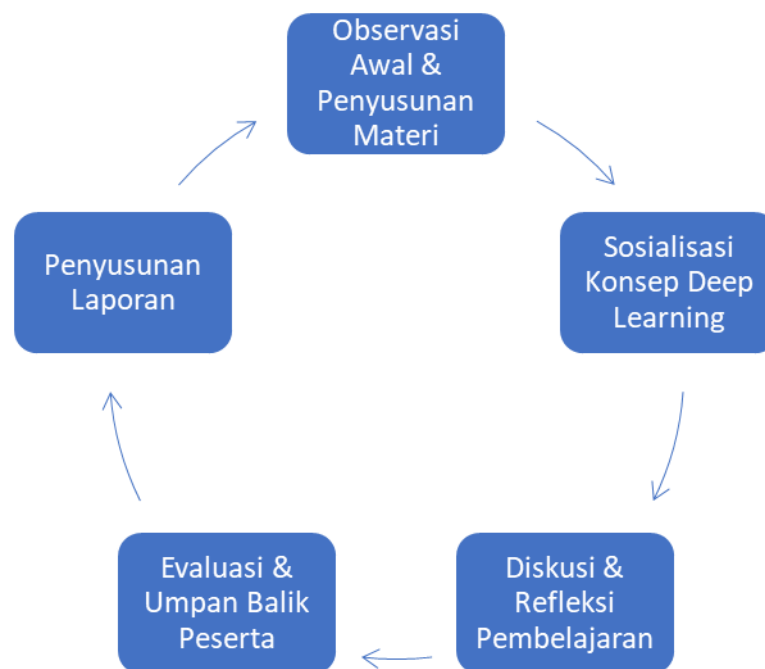 Observasi
Awal &
Penyusunan
Materi
Sosialisasi
Konsep Deep
Learning
Diskusi &
Refleksi
Pembelajaran
Evaluasi &
Umpan Balik
Peserta
Penyusunan
Laporan